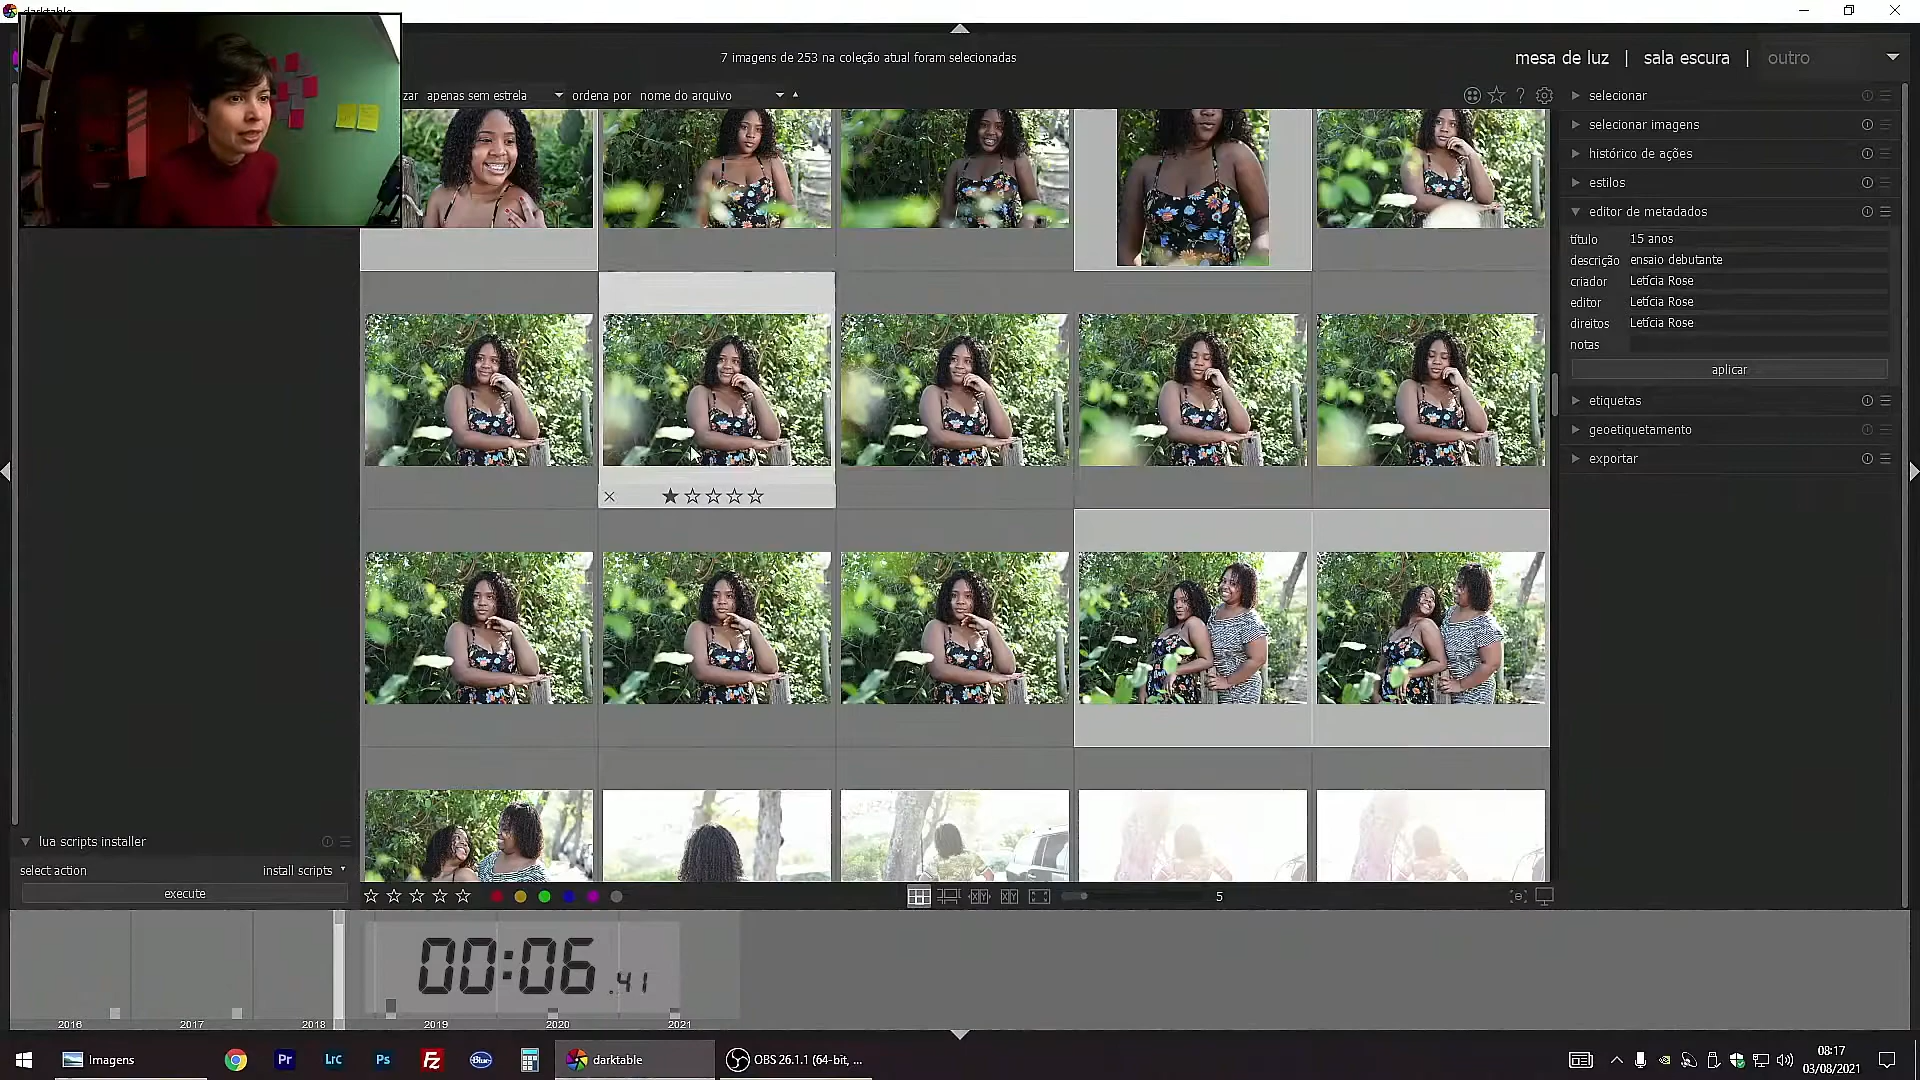 darktable
7 imagens de 253 na coleção atual foram selecionadas
mesa de luz | sala escura | outro
zar apenas sem estrela ordena por nome do arquivo
selecionar
selecionar imagens
histórico de ações
estilos
editor de metadados
título 15 anos
descrição ensaio debutante
criador Letícia Rose
editor Letícia Rose
direitos Letícia Rose
notas
aplicar
etiquetas
geoetiquetamento
exportar
lua scripts installer
select action install scripts
execute
5
00:06.41
2016 2017 2018 2019 2020 2021
Imagens
Pr
Lrc
Ps
Fz
Blue
darktable
OBS 26.1.1 (64-bit, ...
08:17
03/08/2021